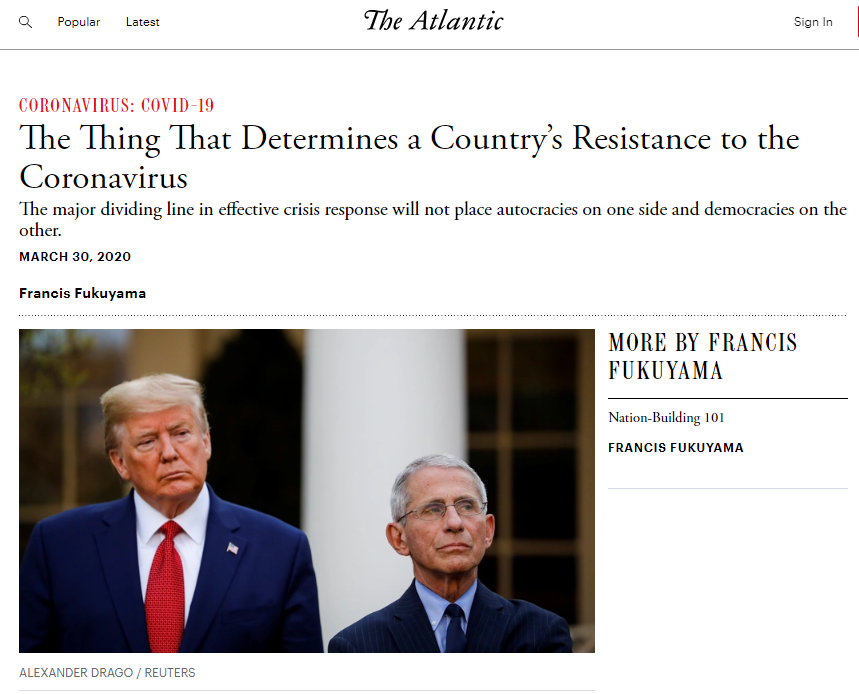 Popular Latest The Atlantic Sign In
CORONAVIRUS: COVID-19
The Thing That Determines a Country’s Resistance to the
Coronavirus
The major dividing line in effective crisis response will not place autocracies on one side and democracies on the
other.
MARCH 30, 2020
Francis Fukuyama
MORE BY FRANCIS
FUKUYAMA
Nation-Building 101
FRANCIS FUKUYAMA
ALEXANDER DRAGO / REUTERS